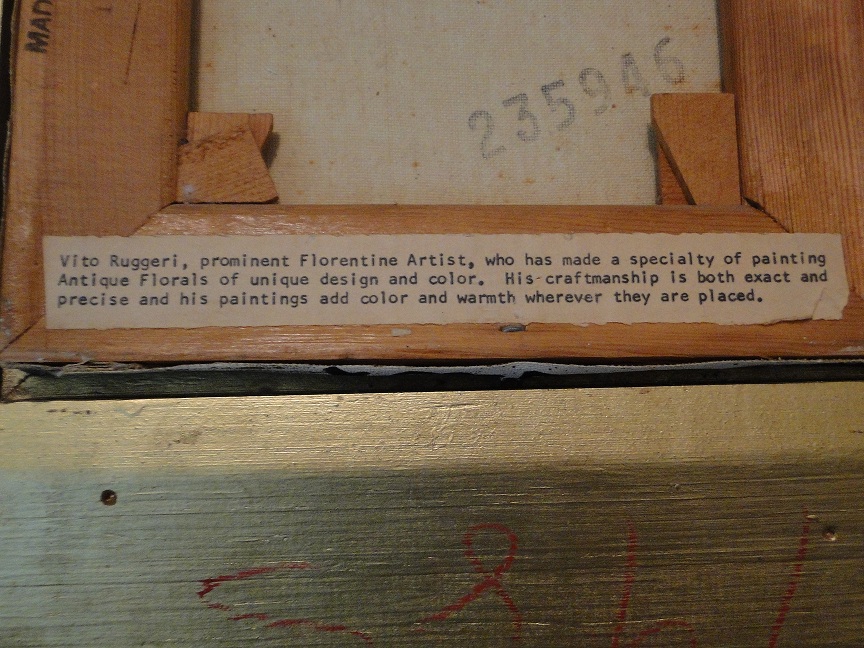 MAD
235946
Vito Ruggeri, prominent Florentine Artist, who has made a specialty of painting
Antique Florals of unique design and color. His craftmanship is both exact and
precise and his paintings add color and warmth wherever they are placed.